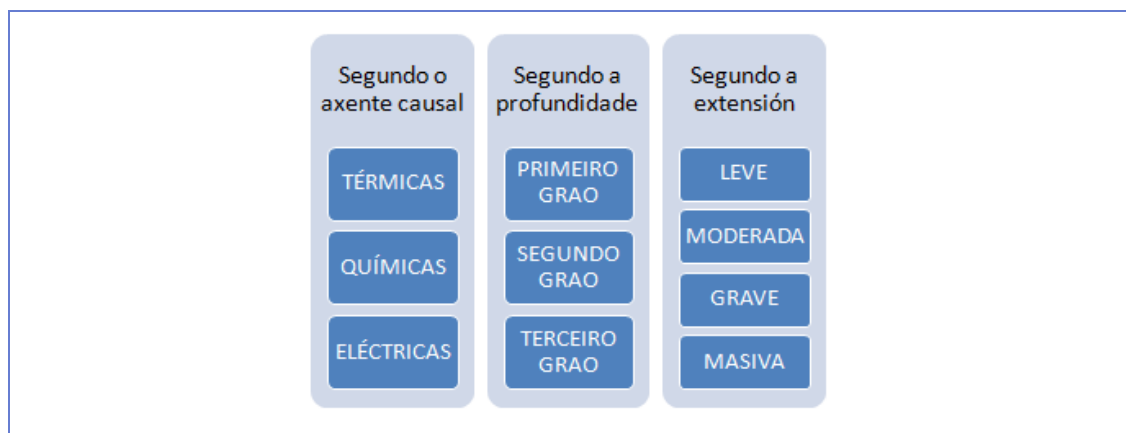 Segundo o
axente causal
TÉRMICAS
QUÍMICAS
ELÉCTRICAS
Segundo a
profundidade
PRIMEIRO
GRAO
SEGUNDO
GRAO
TERCEIRO
GRAO
Segundo a
extensión
LEVE
MODERADA
GRAVE
MASIVA